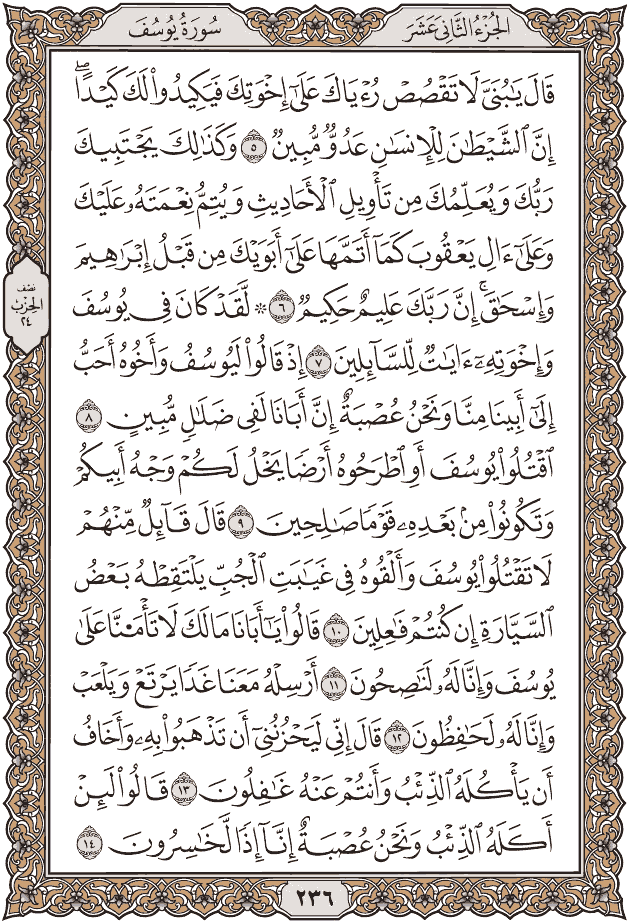 الجُزْءُ الثَّانِي عَشَرَ
سُورَةُ يُوسُفَ
قَالَ يَٰبُنَيَّ لَا تَقْصُصْ رُءْيَاكَ عَلَىٰٓ إِخْوَتِكَ فَيَكِيدُوا۟ لَكَ كَيْدًاۖ
إِنَّ ٱلشَّيْطَٰنَ لِلْإِنسَٰنِ عَدُوٌّ مُّبِينٌ ٥ وَكَذَٰلِكَ يَجْتَبِيكَ
رَبُّكَ وَيُعَلِّمُكَ مِن تَأْوِيلِ ٱلْأَحَادِيثِ وَيُتِمُّ نِعْمَتَهُۥ عَلَيْكَ
وَعَلَىٰٓ ءَالِ يَعْقُوبَ كَمَآ أَتَمَّهَا عَلَىٰٓ أَبَوَيْكَ مِن قَبْلُ إِبْرَٰهِيمَ
وَإِسْحَٰقَۚ إِنَّ رَبَّكَ عَلِيمٌ حَكِيمٌ ٦ ۞ لَّقَدْ كَانَ فِى يُوسُفَ
وَإِخْوَتِهِۦٓ ءَايَٰتٌ لِّلسَّآئِلِينَ ٧ إِذْ قَالُوا۟ لَيُوسُفُ وَأَخُوهُ أَحَبُّ
إِلَىٰٓ أَبِينَا مِنَّا وَنَحْنُ عُصْبَةٌ إِنَّ أَبَانَا لَفِى ضَلَٰلٍ مُّبِينٍ ٨
ٱقْتُلُوا۟ يُوسُفَ أَوِ ٱطْرَحُوهُ أَرْضًا يَخْلُ لَكُمْ وَجْهُ أَبِيكُمْ
وَتَكُونُوا۟ مِنۢ بَعْدِهِۦ قَوْمًا صَٰلِحِينَ ٩ قَالَ قَآئِلٌ مِّنْهُمْ
لَا تَقْتُلُوا۟ يُوسُفَ وَأَلْقُوهُ فِى غَيَٰبَتِ ٱلْجُبِّ يَلْتَقِطْهُ بَعْضُ
ٱلسَّيَّارَةِ إِن كُنتُمْ فَٰعِلِينَ ١٠ قَالُوا۟ يَٰٓأَبَانَا مَالَكَ لَا تَأْمَ۫نَّا عَلَىٰ
يُوسُفَ وَإِنَّا لَهُۥ لَنَٰصِحُونَ ١١ أَرْسِلْهُ مَعَنَا غَدًا يَرْتَعْ وَيَلْعَبْ
وَإِنَّا لَهُۥ لَحَٰفِظُونَ ١٢ قَالَ إِنِّى لَيَحْزُنُنِىٓ أَن تَذْهَبُوا۟ بِهِۦ وَأَخَافُ
أَن يَأْكُلَهُ ٱلذِّئْبُ وَأَنتُمْ عَنْهُ غَٰفِلُونَ ١٣ قَالُوا۟ لَئِنْ
أَكَلَهُ ٱلذِّئْبُ وَنَحْنُ عُصْبَةٌ إِنَّآ إِذًا لَّخَٰسِرُونَ ١٤
نصف
الحزب
٢٤
٢٣٦